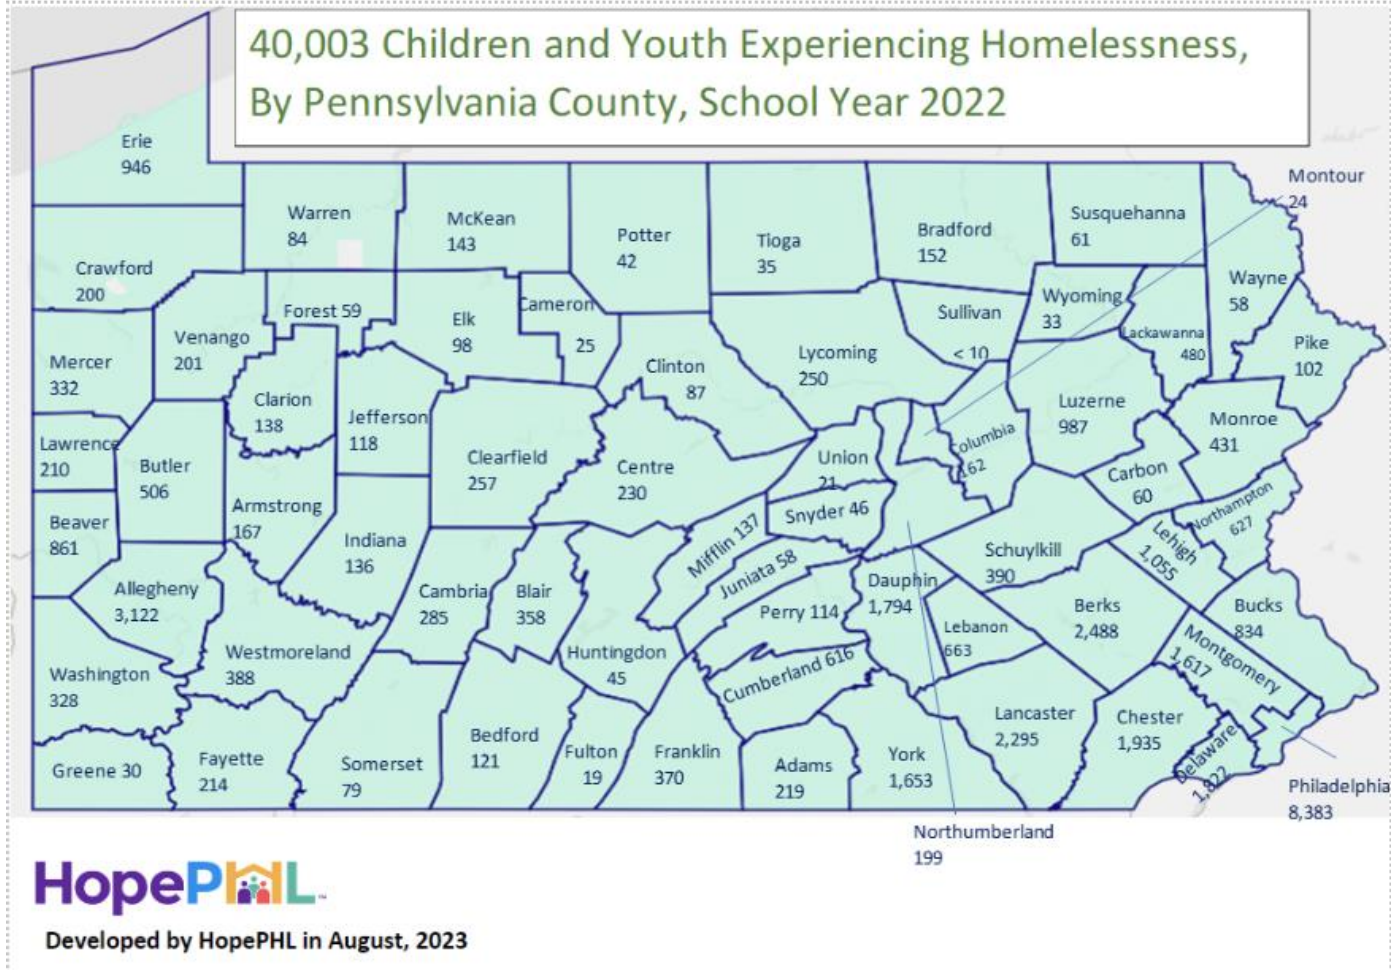 40,003 Children and Youth Experiencing Homelessness,
By Pennsylvania County, School Year 2022
Erie
946
Montour
24
Warren
84
McKean
143
Potter
42
Tioga
35
Bradford
152
Susquehanna
61
Crawford
200
Wayne
58
Forest 59
Cameron
25
Elk
98
Sullivan
< 10
Wyoming
33
Lackawanna
480
Venango
201
Mercer
332
Pike
102
Clinton
87
Lycoming
250
Clarion
138
Jefferson
118
Luzerne
987
Monroe
431
Lawrence
210
Butler
506
Clearfield
257
Centre
230
Union
21
Columbia
162
Carbon
60
Northampton
627
Beaver
861
Armstrong
167
Indiana
136
Mifflin 137
Snyder 46
Juniata 58
Schuylkill
390
Lehigh
1,055
Allegheny
3,122
Cambria
285
Blair
358
Perry 114
Dauphin
1,794
Lebanon
663
Berks
2,488
Bucks
834
Montgomery
1,617
Washington
328
Westmoreland
388
Huntingdon
45
Cumberland 616
Greene 30
Fayette
214
Somerset
79
Bedford
121
Fulton
19
Franklin
370
Adams
219
York
1,653
Lancaster
2,295
Chester
1,935
Delaware
1,822
Philadelphia
8,383
Northumberland
199
HopePHL™
Developed by HopePHL in August, 2023